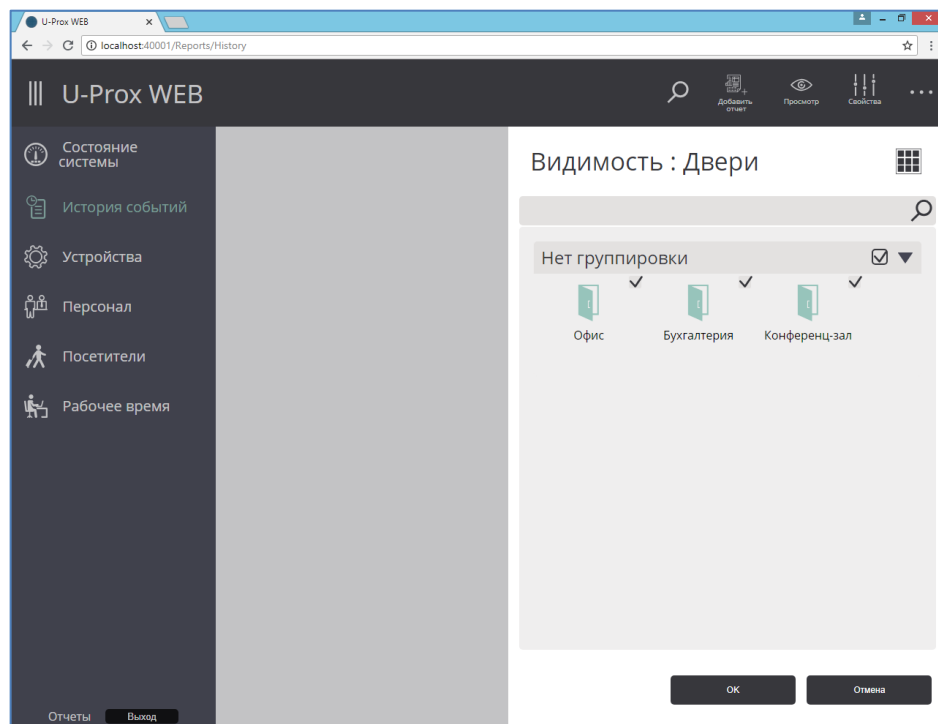 U-Prox WEB
localhost:40001/Reports/History
U-Prox WEB
Добавить
отчет
Просмотр
Свойства
Состояние
системы
История событий
Устройства
Персонал
Посетители
Рабочее время
Отчеты
Выход
Видимость : Двери
Нет группировки
Офис
Бухгалтерия
Конференц-зал
OK
Отмена